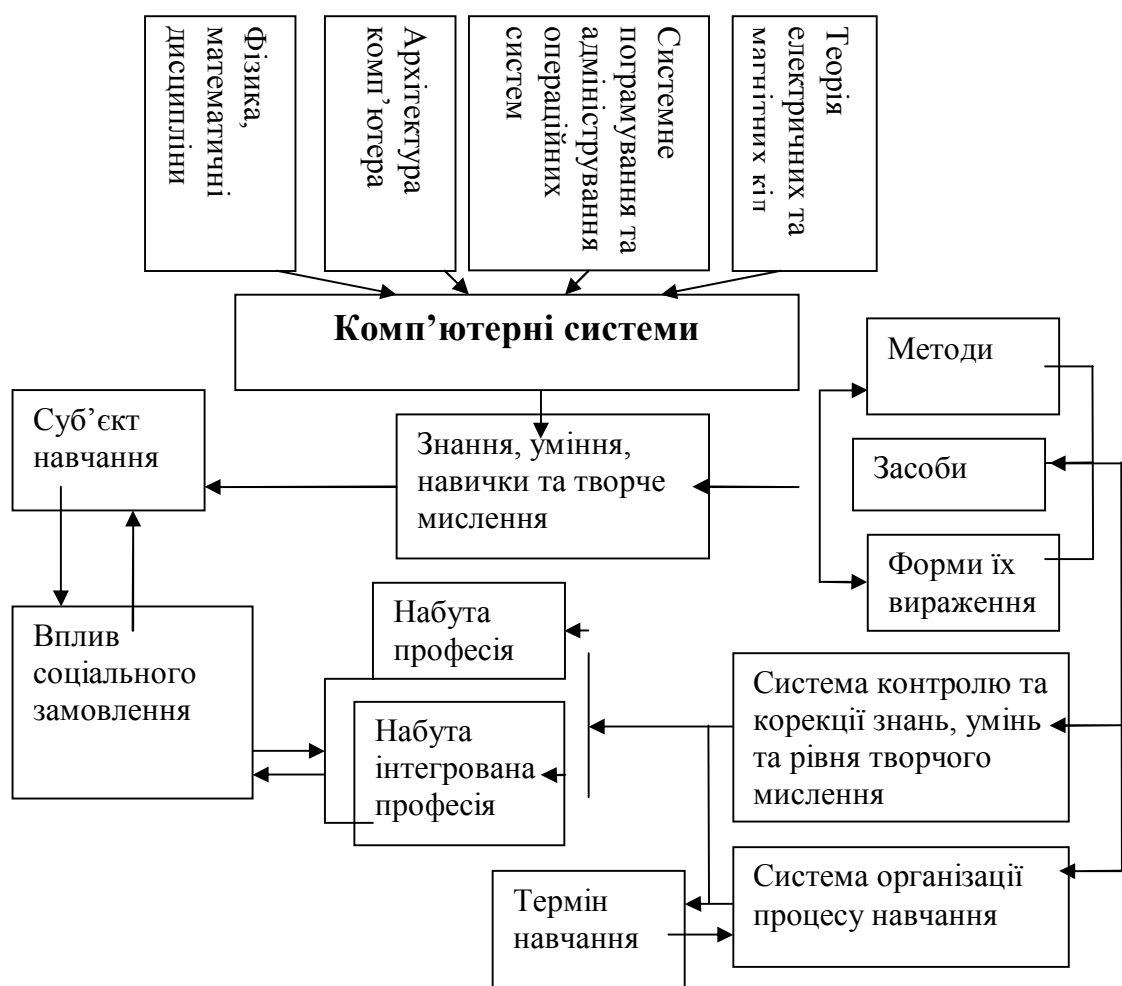 Фізика,
математичні
дисципліни
Архітектура
комп’ютера
Системне
пограмування та
адміністрування
операційних
систем
Теорія
електричних та
магнітних кіл
Комп’ютерні системи
Методи
Суб’єкт
навчання
Знання, уміння,
навички та творче
мислення
Засоби
Форми їх
вираження
Набута
професія
Вплив
соціального
замовлення
Система контролю та
корекції знань, умінь
та рівня творчого
мислення
Набута
інтегрована
професія
Система організації
процесу навчання
Термін
навчання